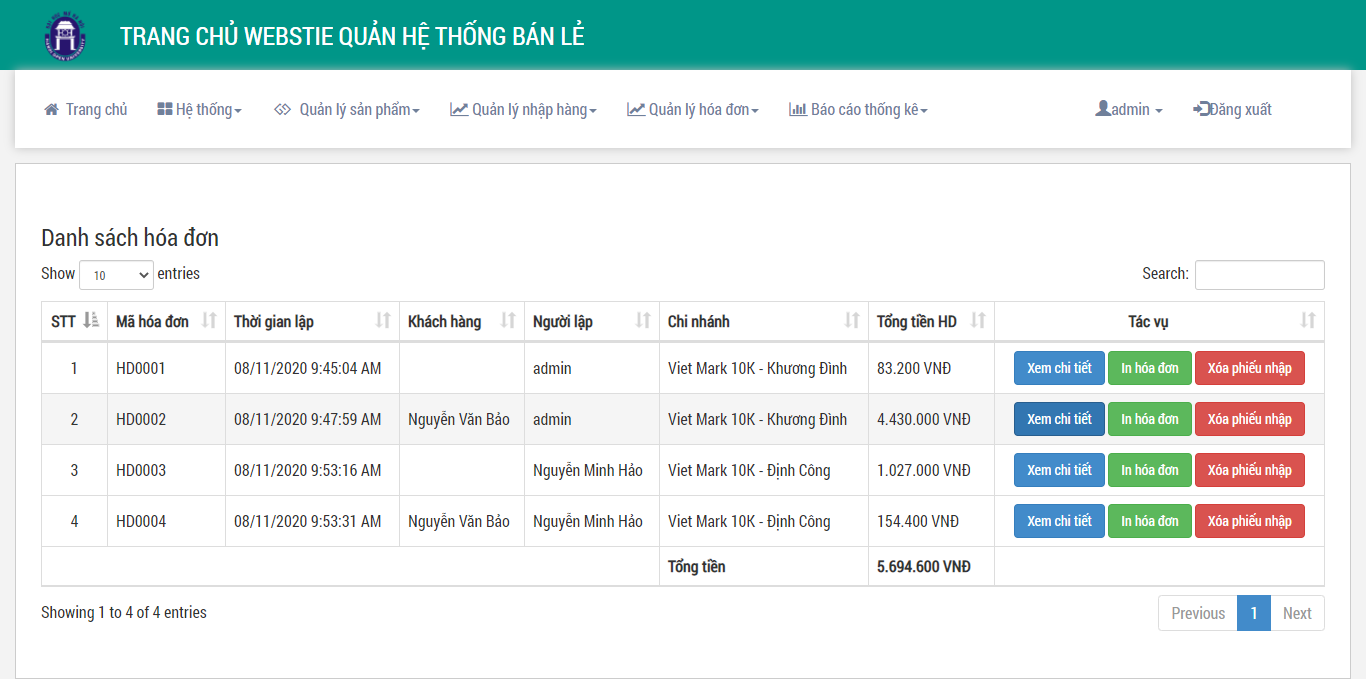 TRANG CHỦ WEBSTIE QUẢN HỆ THỐNG BÁN LẺ
Trang chủ Hệ thống Quản lý sản phẩm Quản lý nhập hàng Quản lý hóa đơn Báo cáo thống kê admin Đăng xuất
Danh sách hóa đơn
Show 10 entries Search:
STT Mã hóa đơn Thời gian lập Khách hàng Người lập Chi nhánh Tổng tiền HD Tác vụ
1 HD0001 08/11/2020 9:45:04 AM admin Viet Mark 10K - Khương Đình 83.200 VNĐ Xem chi tiết In hóa đơn Xóa phiếu nhập
2 HD0002 08/11/2020 9:47:59 AM Nguyễn Văn Bảo admin Viet Mark 10K - Khương Đình 4.430.000 VNĐ Xem chi tiết In hóa đơn Xóa phiếu nhập
3 HD0003 08/11/2020 9:53:16 AM Nguyễn Minh Hảo Viet Mark 10K - Định Công 1.027.000 VNĐ Xem chi tiết In hóa đơn Xóa phiếu nhập
4 HD0004 08/11/2020 9:53:31 AM Nguyễn Văn Bảo Nguyễn Minh Hảo Viet Mark 10K - Định Công 154.400 VNĐ Xem chi tiết In hóa đơn Xóa phiếu nhập
Tổng tiền 5.694.600 VNĐ
Showing 1 to 4 of 4 entries Previous 1 Next